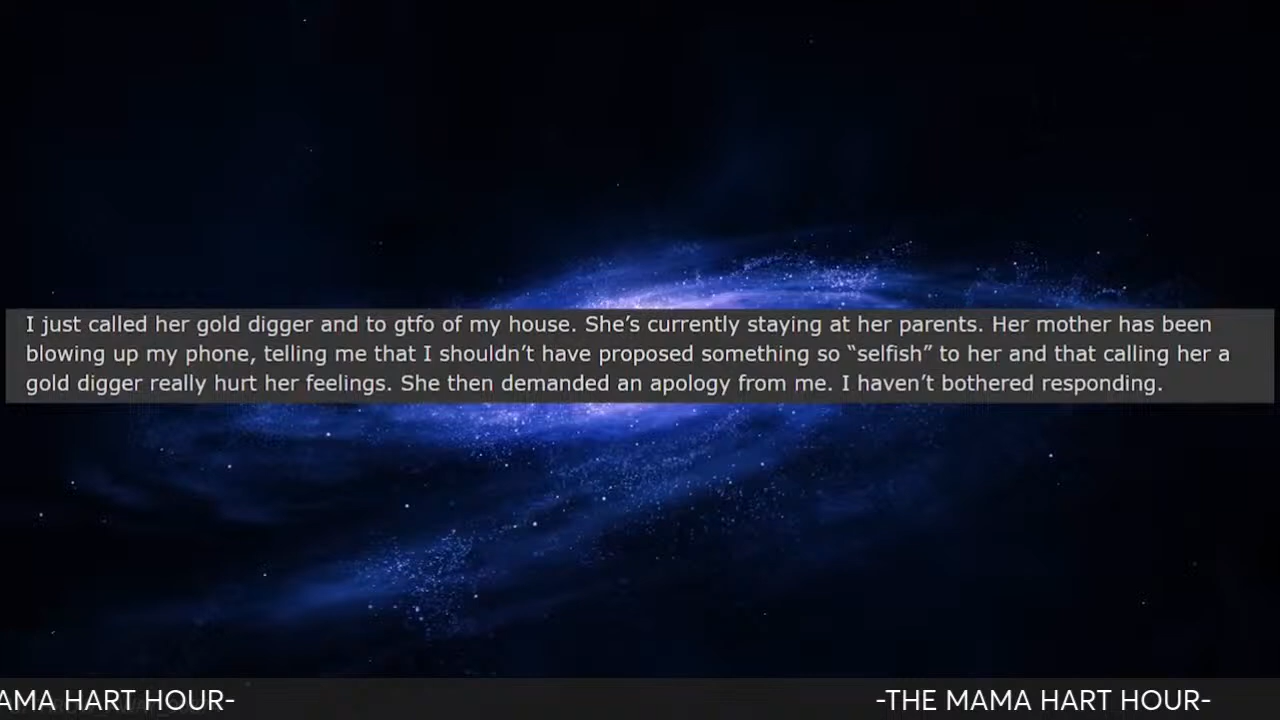 I just called her gold digger and to gtfo of my house. She’s currently staying at her parents. Her mother has been
blowing up my phone, telling me that I shouldn’t have proposed something so “selfish” to her and that calling her a
gold digger really hurt her feelings. She then demanded an apology from me. I haven’t bothered responding.
AMA HART HOUR- -THE MAMA HART HOUR-